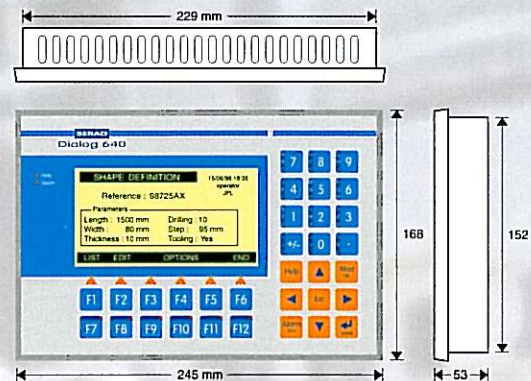 229 mm
SERAD
Dialog 640
SHAPE DEFINITION
15/06/98 18:35
operator
JPL
Reference : S8725AX
Parameters
Length : 1500 mm Drilling : 10
Width : 80 mm Step : 95 mm
Thickness : 10 mm Tooling : Yes
LIST EDIT OPTIONS END
7 8 9
4 5 6
1 2 3
+/- 0 .
Help
Esc
F1 F2 F3 F4 F5 F6
F7 F8 F9 F10 F11 F12
168
152
245 mm
53